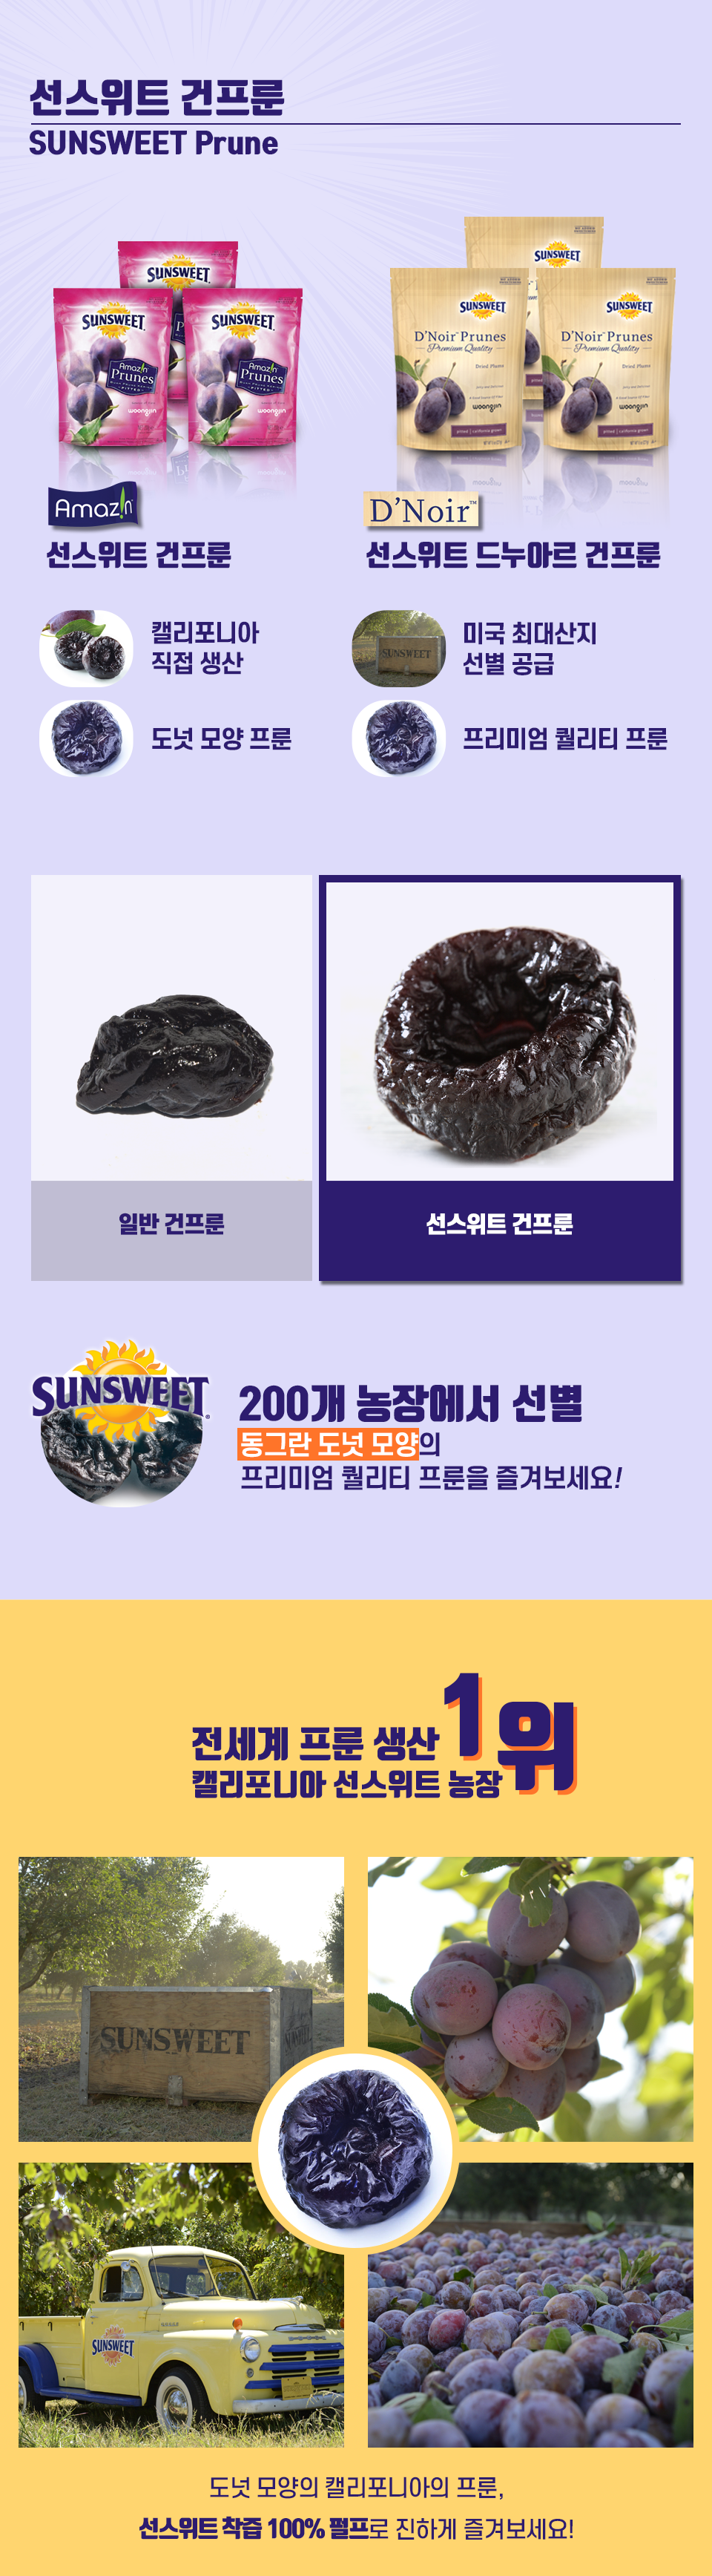 선스위트 건프룬
SUNSWEET Prune
SUNSWEET
SUNSWEET
SUNSWEET
Amazin
Prunes
Amazin
Prunes
woongjin
woongjin
SUNSWEET
SUNSWEET
SUNSWEET
D'Noir™ Prunes
Premium Quality
Dried Plums
woongjin
D'Noir™ Prunes
Premium Quality
Dried Plums
woongjin
Amazin
D'Noir™
선스위트 건프룬
선스위트 드누아르 건프룬
캘리포니아
직접 생산
SUNSWEET
미국 최대산지
선별 공급
도넛 모양 프룬
프리미엄 퀄리티 프룬
일반 건프룬
선스위트 건프룬
SUNSWEET®
200개 농장에서 선별
동그란 도넛 모양의
프리미엄 퀄리티 프룬을 즐겨보세요!
전세계 프룬 생산 1위
캘리포니아 선스위트 농장
SUNSWEET
SUNSWEET
도넛 모양의 캘리포니아의 프룬,
선스위트 착즙 100% 펄프로 진하게 즐겨보세요!